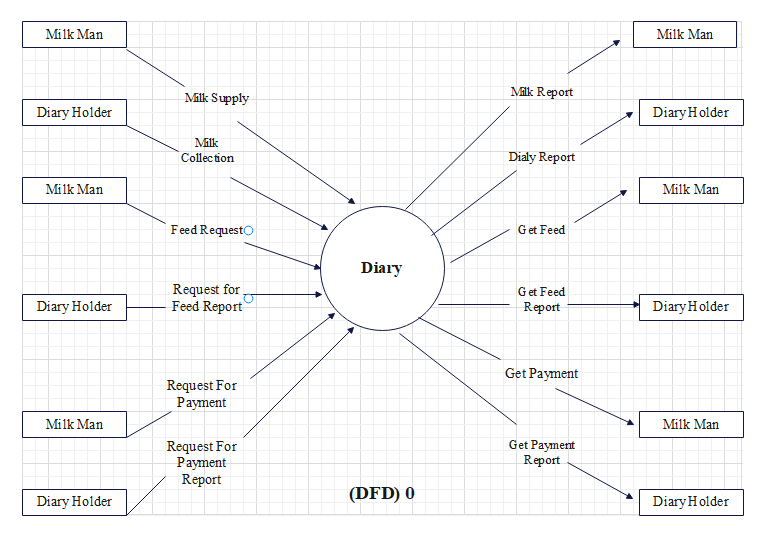 Milk Man
Milk Man
Milk Supply
Milk Report
Diary Holder
Diary Holder
Milk
Collection
Dialy Report
Milk Man
Milk Man
Feed Request
Get Feed
Diary
Request for
Feed Report
Get Feed
Report
Diary Holder
Diary Holder
Request For
Payment
Get Payment
Milk Man
Milk Man
Request For
Payment
Report
Get Payment
Report
Diary Holder
(DFD) 0
Diary Holder